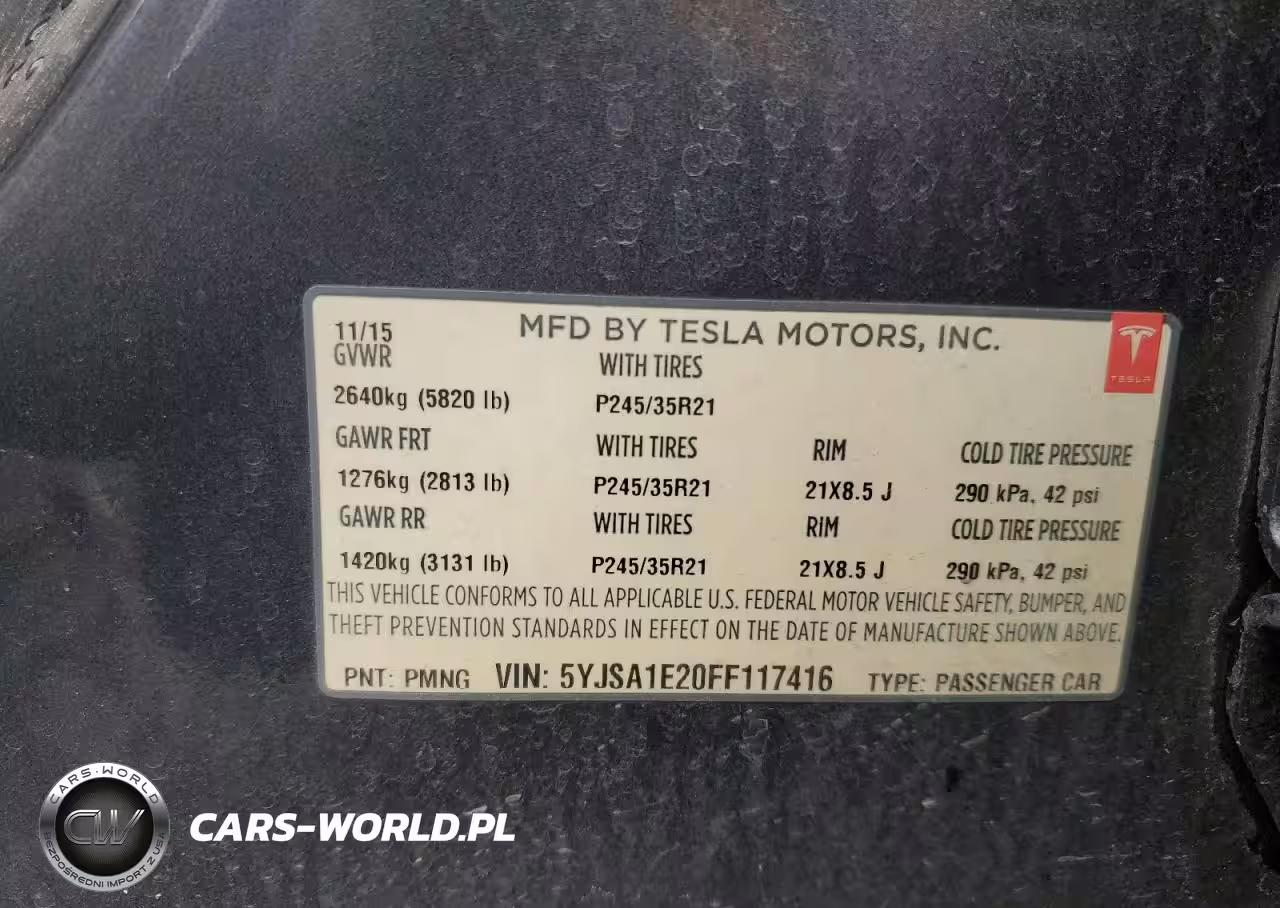 11/15 MFD BY TESLA MOTORS, INC.
GVWR WITH TIRES
2640kg (5820 lb) P245/35R21
GAWR FRT WITH TIRES RIM COLD TIRE PRESSURE
1276kg (2813 lb) P245/35R21 21X8.5 J 290 kPa, 42 psi
GAWR RR WITH TIRES RIM COLD TIRE PRESSURE
1420kg (3131 lb) P245/35R21 21X8.5 J 290 kPa, 42 psi
THIS VEHICLE CONFORMS TO ALL APPLICABLE U.S. FEDERAL MOTOR VEHICLE SAFETY, BUMPER, AND
THEFT PREVENTION STANDARDS IN EFFECT ON THE DATE OF MANUFACTURE SHOWN ABOVE.
PNT: PMNG VIN: 5YJSA1E20FF117416 TYPE: PASSENGER CAR
TESLA
CARS-WORLD
CW
BEZPOŚREDNI IMPORT Z USA
CARS-WORLD.PL